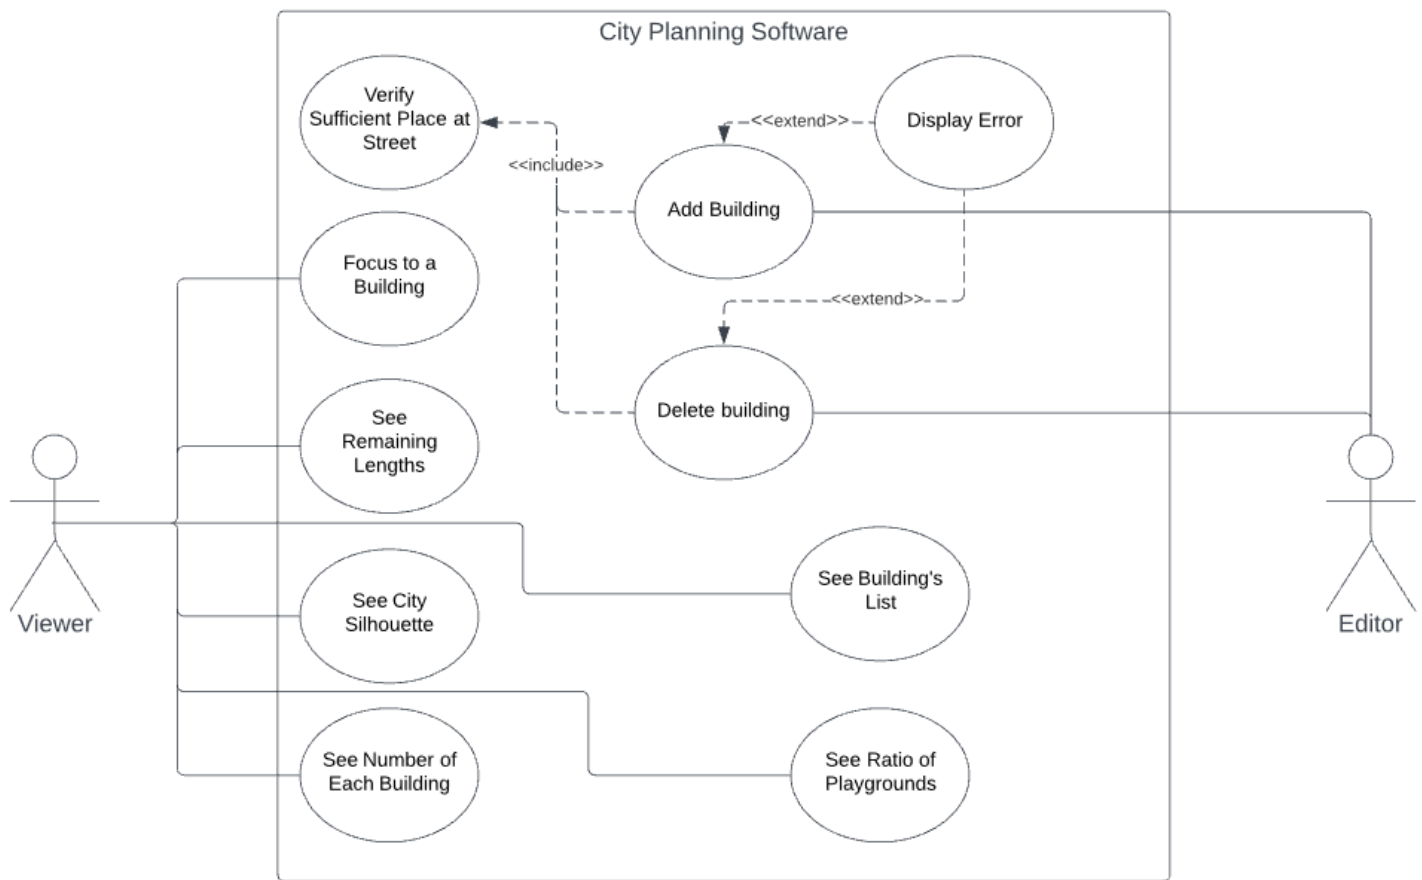 City Planning Software
Verify
Sufficient Place at
Street
<<extend>>
Display Error
<<include>>
Add Building
Focus to a
Building
<<extend>>
See
Remaining
Lengths
Delete building
See City
Silhouette
See Building's
List
Viewer
Editor
See Number of
Each Building
See Ratio of
Playgrounds